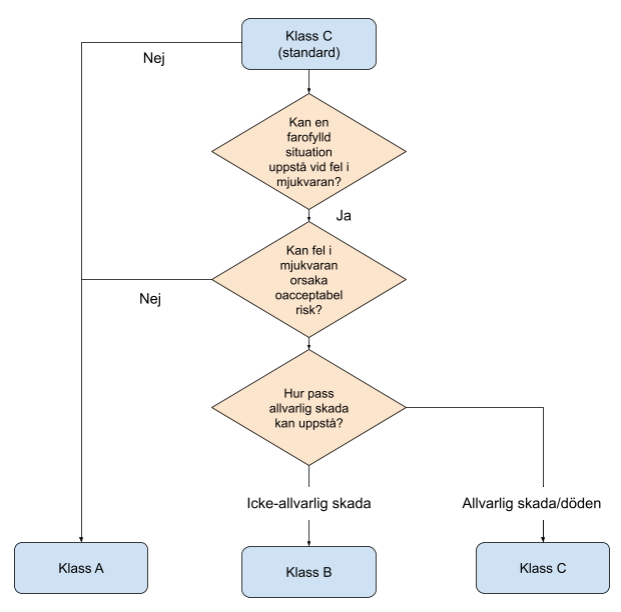 Klass C
(standard)
Nej
Kan en
farofylld
situation
uppstå vid fel i
mjukvaran?
Ja
Kan fel i
mjukvaran
orsaka
oacceptabel
risk?
Nej
Hur pass
allvarlig skada
kan uppstå?
Icke-allvarlig skada
Allvarlig skada/döden
Klass A
Klass B
Klass C